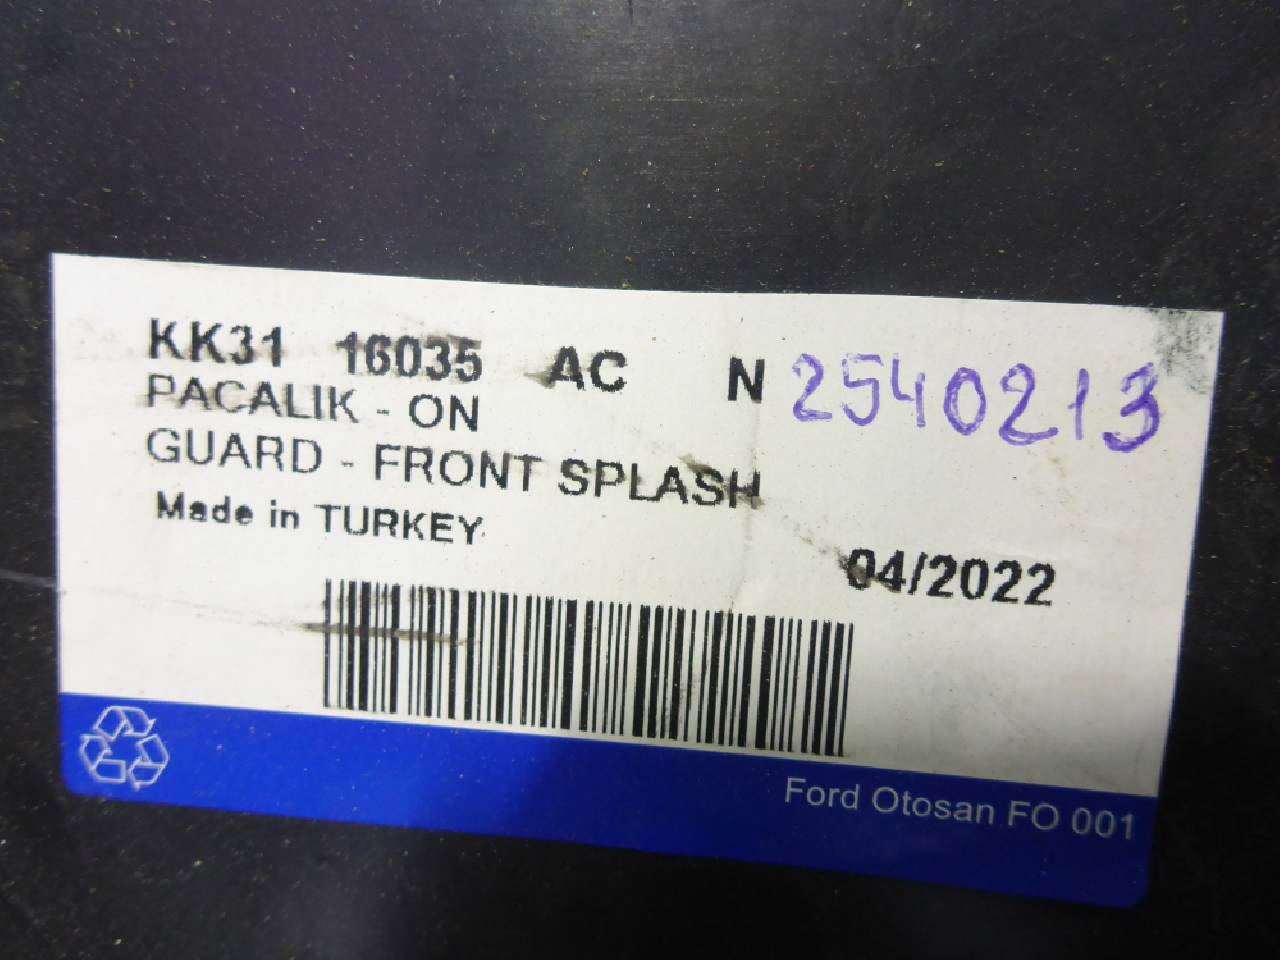 KK31 16035 AC N 2540213
PACALIK - ON
GUARD - FRONT SPLASH
Made in TURKEY
04/2022
Ford Otosan FO 001